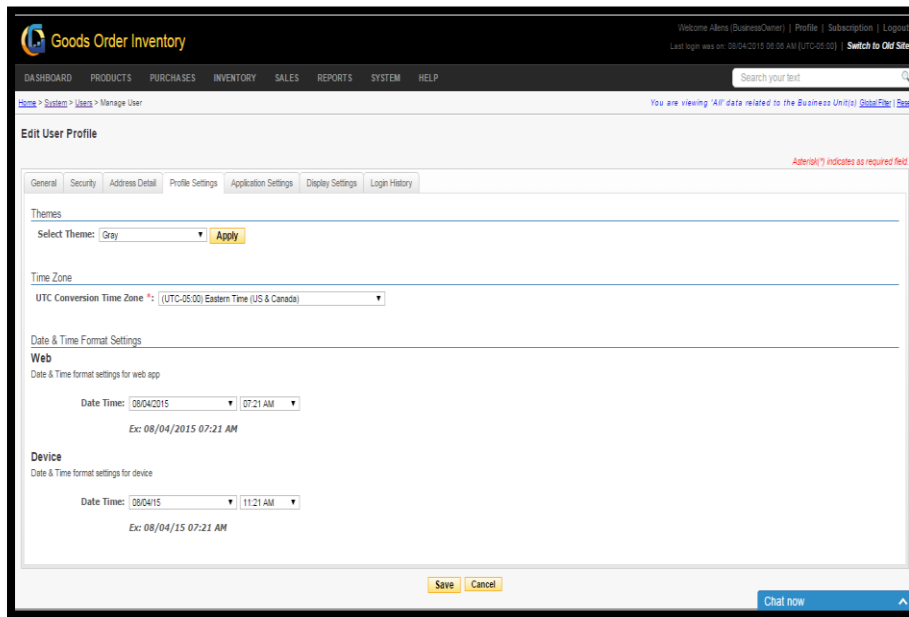 Goods Order Inventory
Welcome Allens (BusinessOwner) | Profile | Subscription | Logout
Last login was on: 08/04/2015 06:06 AM (UTC-05:00) | Switch to Old Site
DASHBOARD PRODUCTS PURCHASES INVENTORY SALES REPORTS SYSTEM HELP
Search your text
Home > System > Users > Manage User
You are viewing 'All' data related to the Business Unit(s) Global Filter |
Edit User Profile
Asterisk(*) indicates as required field.
General Security Address Detail Profile Settings Application Settings Display Settings Login History
Themes
Select Theme: Gray Apply
Time Zone
UTC Conversion Time Zone *: (UTC-05:00) Eastern Time (US & Canada)
Date & Time Format Settings
Web
Date & Time format settings for web app
Date Time: 08/04/2015 07:21 AM
Ex: 08/04/2015 07:21 AM
Device
Date & Time format settings for device
Date Time: 08/04/15 11:21 AM
Ex: 08/04/15 07:21 AM
Save Cancel
Chat now